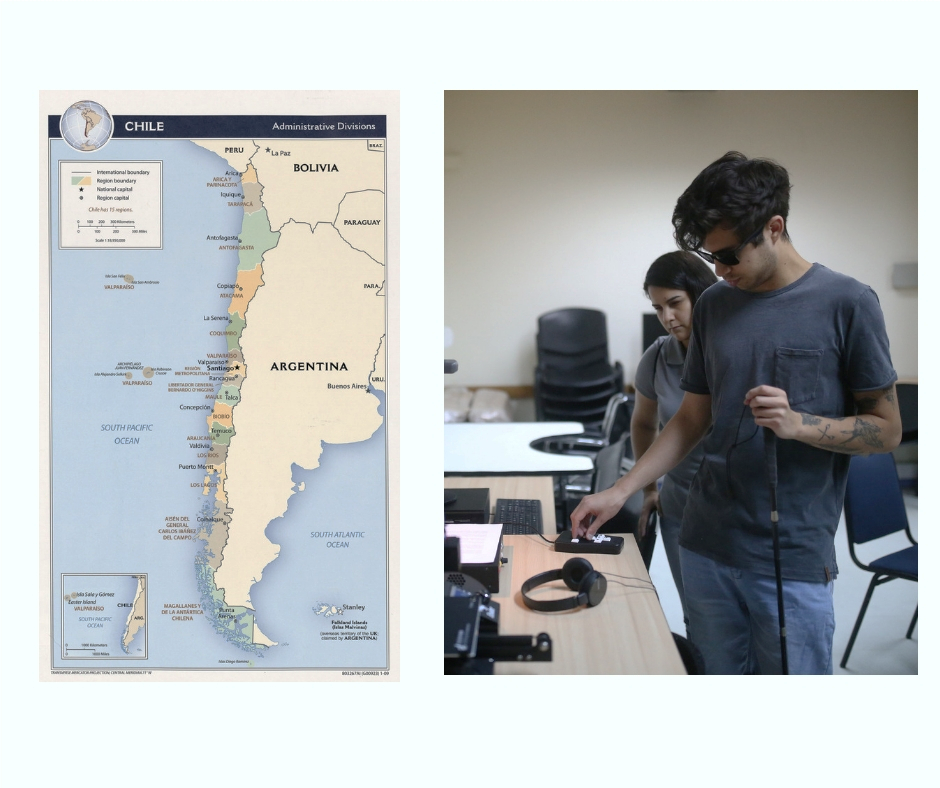 CHILE
Administrative Divisions
PERU
La Paz
BRAZ.
BOLIVIA
International boundary
Region boundary
National capital
Region capital
Chile has 15 regions.
Arica
ARICA Y
PARINACOTA
Iquique
TARAPACÁ
PARAGUAY
Antofagasta
ANTOFAGASTA
VALPARAÍSO
Copiapó
ATACAMA
PARA.
La Serena
COQUIMBO
VALPARAÍSO
Valparaíso
Santiago
REGIÓN
METROPOLITANA
ARGENTINA
VALPARAÍSO
Rancagua
LIBERTADOR GENERAL
BERNARDO O'HIGGINS
Buenos Aires
URU.
MAULE
Talca
Concepción
BIOBÍO
SOUTH PACIFIC
OCEAN
Temuco
ARAUCANÍA
Valdivia
LOS RÍOS
Puerto Montt
LOS LAGOS
AISÉN DEL
GENERAL
CARLOS IBÁÑEZ
DEL CAMPO
Coihaique
SOUTH ATLANTIC
OCEAN
Isla Sala y Gómez
Easter Island
VALPARAÍSO
CHILE
ARG.
SOUTH PACIFIC
OCEAN
MAGALLANES Y
DE LA ANTÁRTICA
CHILENA
Punta
Arenas
Stanley
Falkland Islands
(Islas Malvinas)
(overseas territory of the UK;
claimed by ARGENTINA)